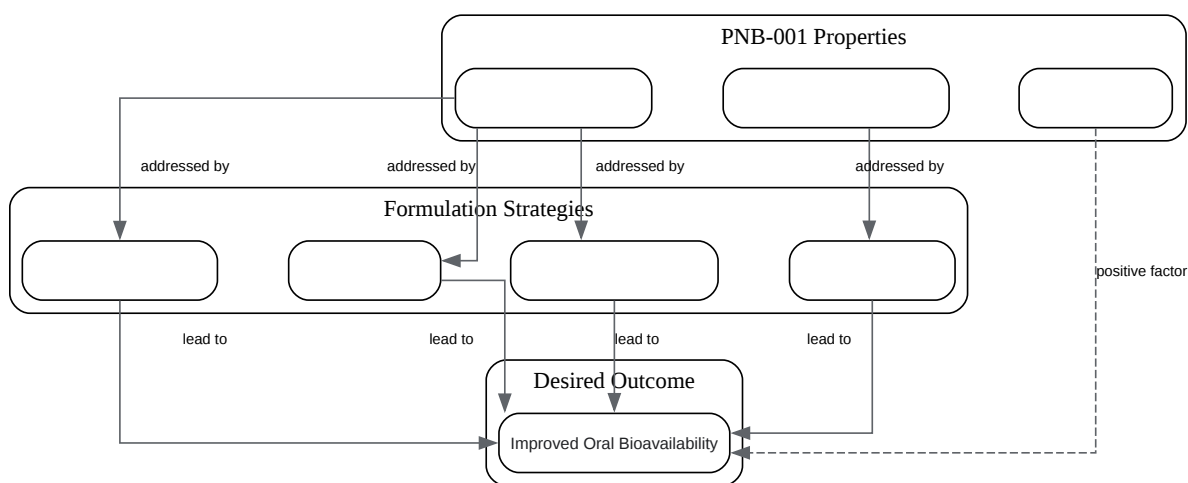 PNB-001 Properties
addressed by
addressed by
addressed by
addressed by
Formulation Strategies
positive factor
lead to
lead to
lead to
lead to
Desired Outcome
Improved Oral Bioavailability